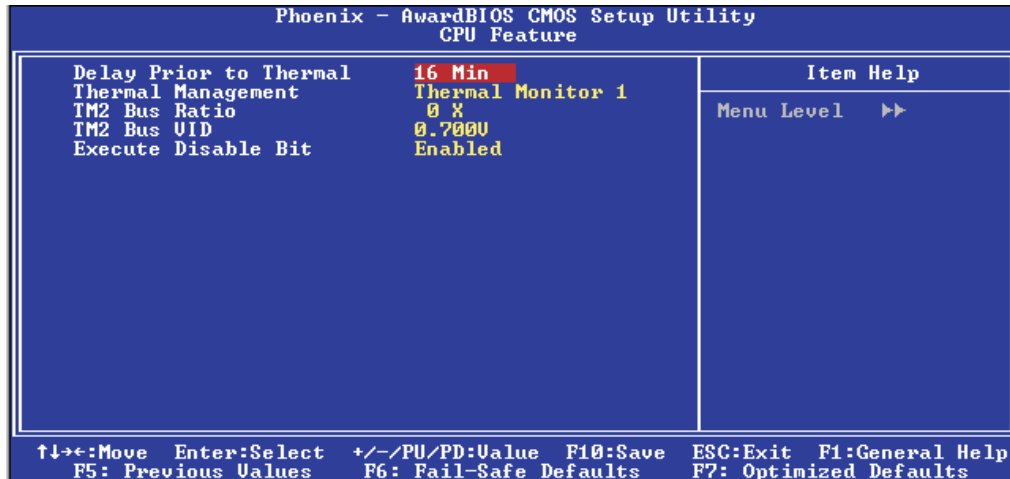 Phoenix - AwardBIOS CMOS Setup Utility
CPU Feature
Delay Prior to Thermal 16 Min
Thermal Management Thermal Monitor 1
TM2 Bus Ratio 0 X
TM2 Bus VID 0.700V
Execute Disable Bit Enabled
Item Help
Menu Level ▸▸
↑↓→←:Move Enter:Select +/-/PU/PD:Value F10:Save ESC:Exit F1:General Help
F5: Previous Values F6: Fail-Safe Defaults F7: Optimized Defaults